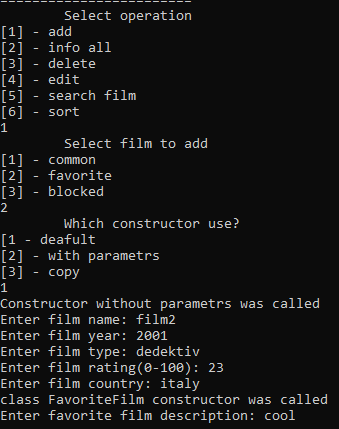 ------------------------
Select operation
[1] - add
[2] - info all
[3] - delete
[4] - edit
[5] - search film
[6] - sort
1
Select film to add
[1] - common
[2] - favorite
[3] - blocked
2
Which constructor use?
[1 - deafult
[2] - with parametrs
[3] - copy
1
Constructor without parametrs was called
Enter film name: film2
Enter film year: 2001
Enter film type: dedektiv
Enter film rating(0-100): 23
Enter film country: italy
class FavoriteFilm constructor was called
Enter favorite film description: cool